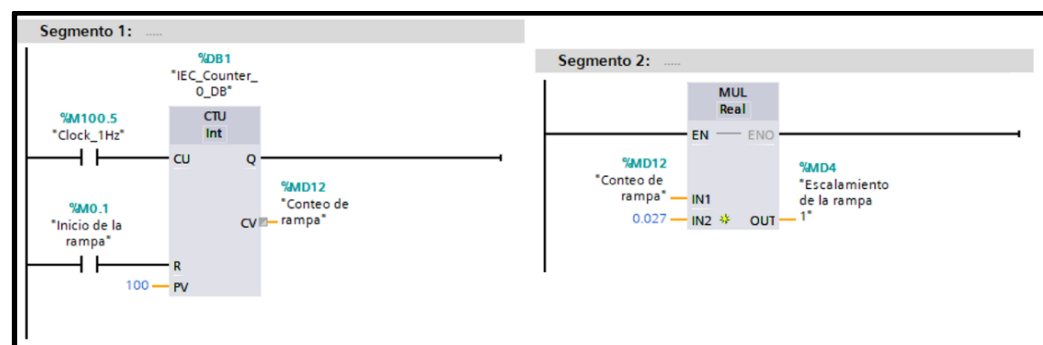 Segmento 1: .....
%DB1
"IEC_Counter_
0_DB"
CTU
Int
%M100.5
"Clock_1Hz"
CU
Q
%MD12
"Conteo de
rampa"
CV
%M0.1
"Inicio de la
rampa"
R
100
PV
Segmento 2: .....
MUL
Real
EN
ENO
%MD12
"Conteo de
rampa"
IN1
0.027
IN2
OUT
%MD4
"Escalamiento
de la rampa
1"